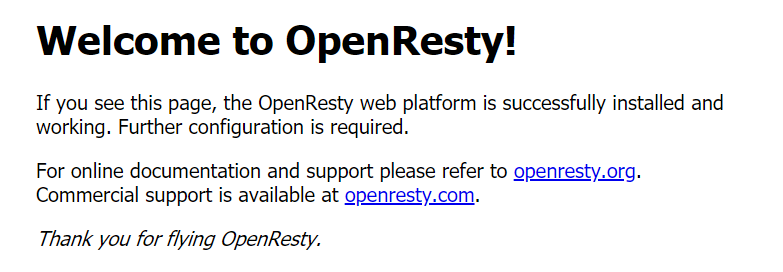 Welcome to OpenResty!
If you see this page, the OpenResty web platform is successfully installed and
working. Further configuration is required.
For online documentation and support please refer to openresty.org.
Commercial support is available at openresty.com.
Thank you for flying OpenResty.